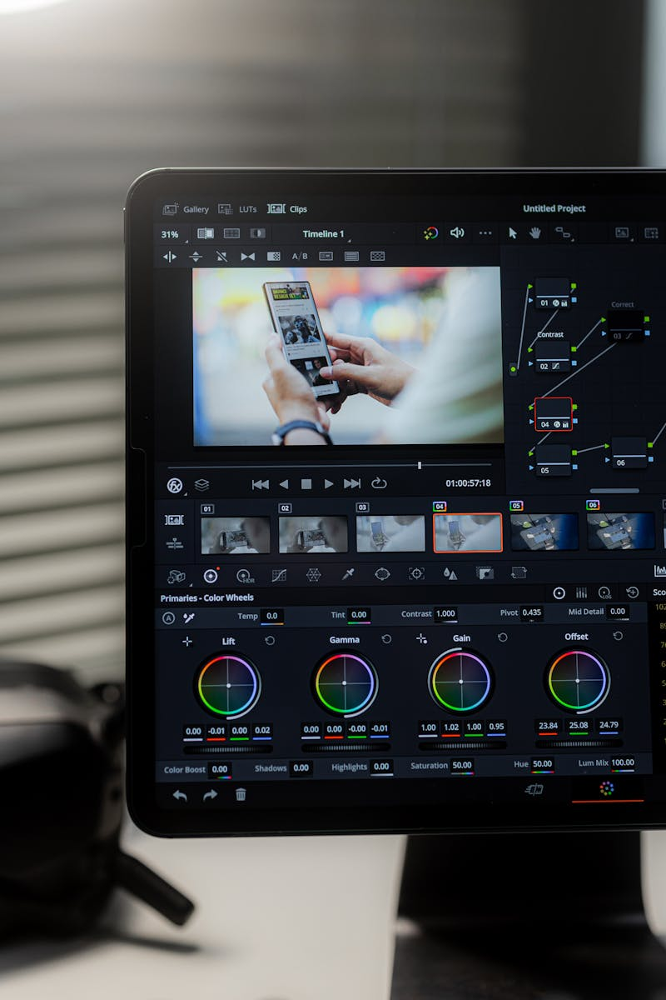 Gallery LUTs Clips Untitled Project
31% Timeline 1
A/B
01
Correct
03
Contrast
02
04
05
06
01:00:57:18
01 02 03 04 05 06
HDR
LOG
Primaries - Color Wheels
Sco
A Temp 0.0 Tint 0.00 Contrast 1.000 Pivot 0.435 Mid Detail 0.00
Lift Gamma Gain Offset
0.00 -0.01 0.00 0.02 0.00 0.00 -0.00 -0.01 1.00 1.02 1.00 0.95 23.84 25.08 24.79
Color Boost 0.00 Shadows 0.00 Highlights 0.00 Saturation 50.00 Hue 50.00 Lum Mix 100.00